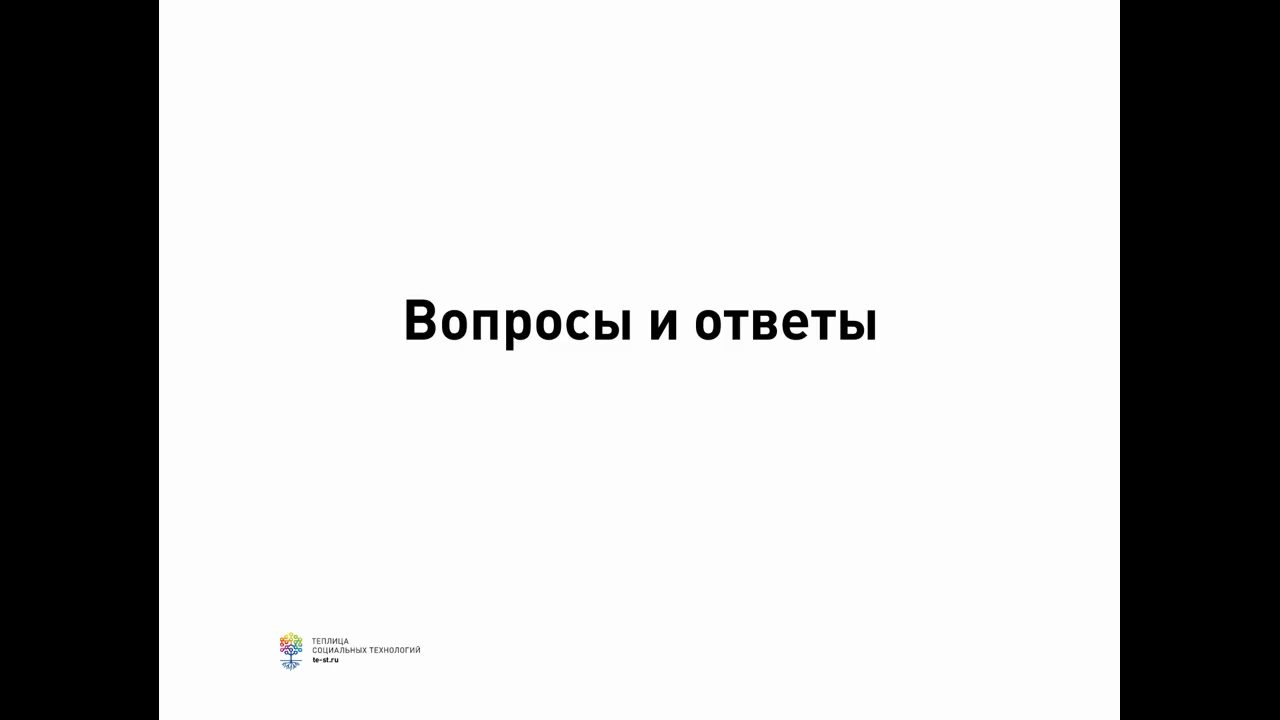 Вопросы и ответы
ТЕПЛИЦА
СОЦИАЛЬНЫХ ТЕХНОЛОГИЙ
te-st.ru